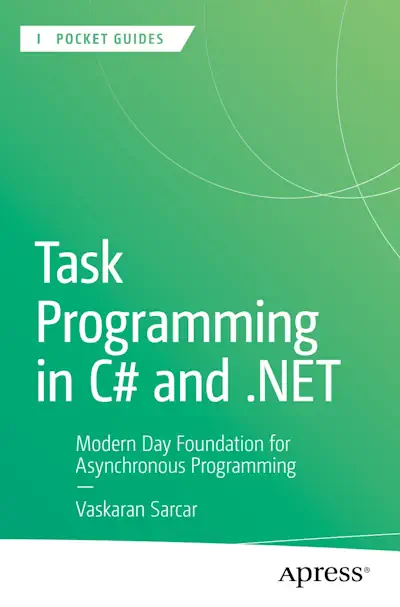 I POCKET GUIDES
Task
Programming
in C# and .NET
Modern Day Foundation for
Asynchronous Programming
—
Vaskaran Sarcar
Apress®